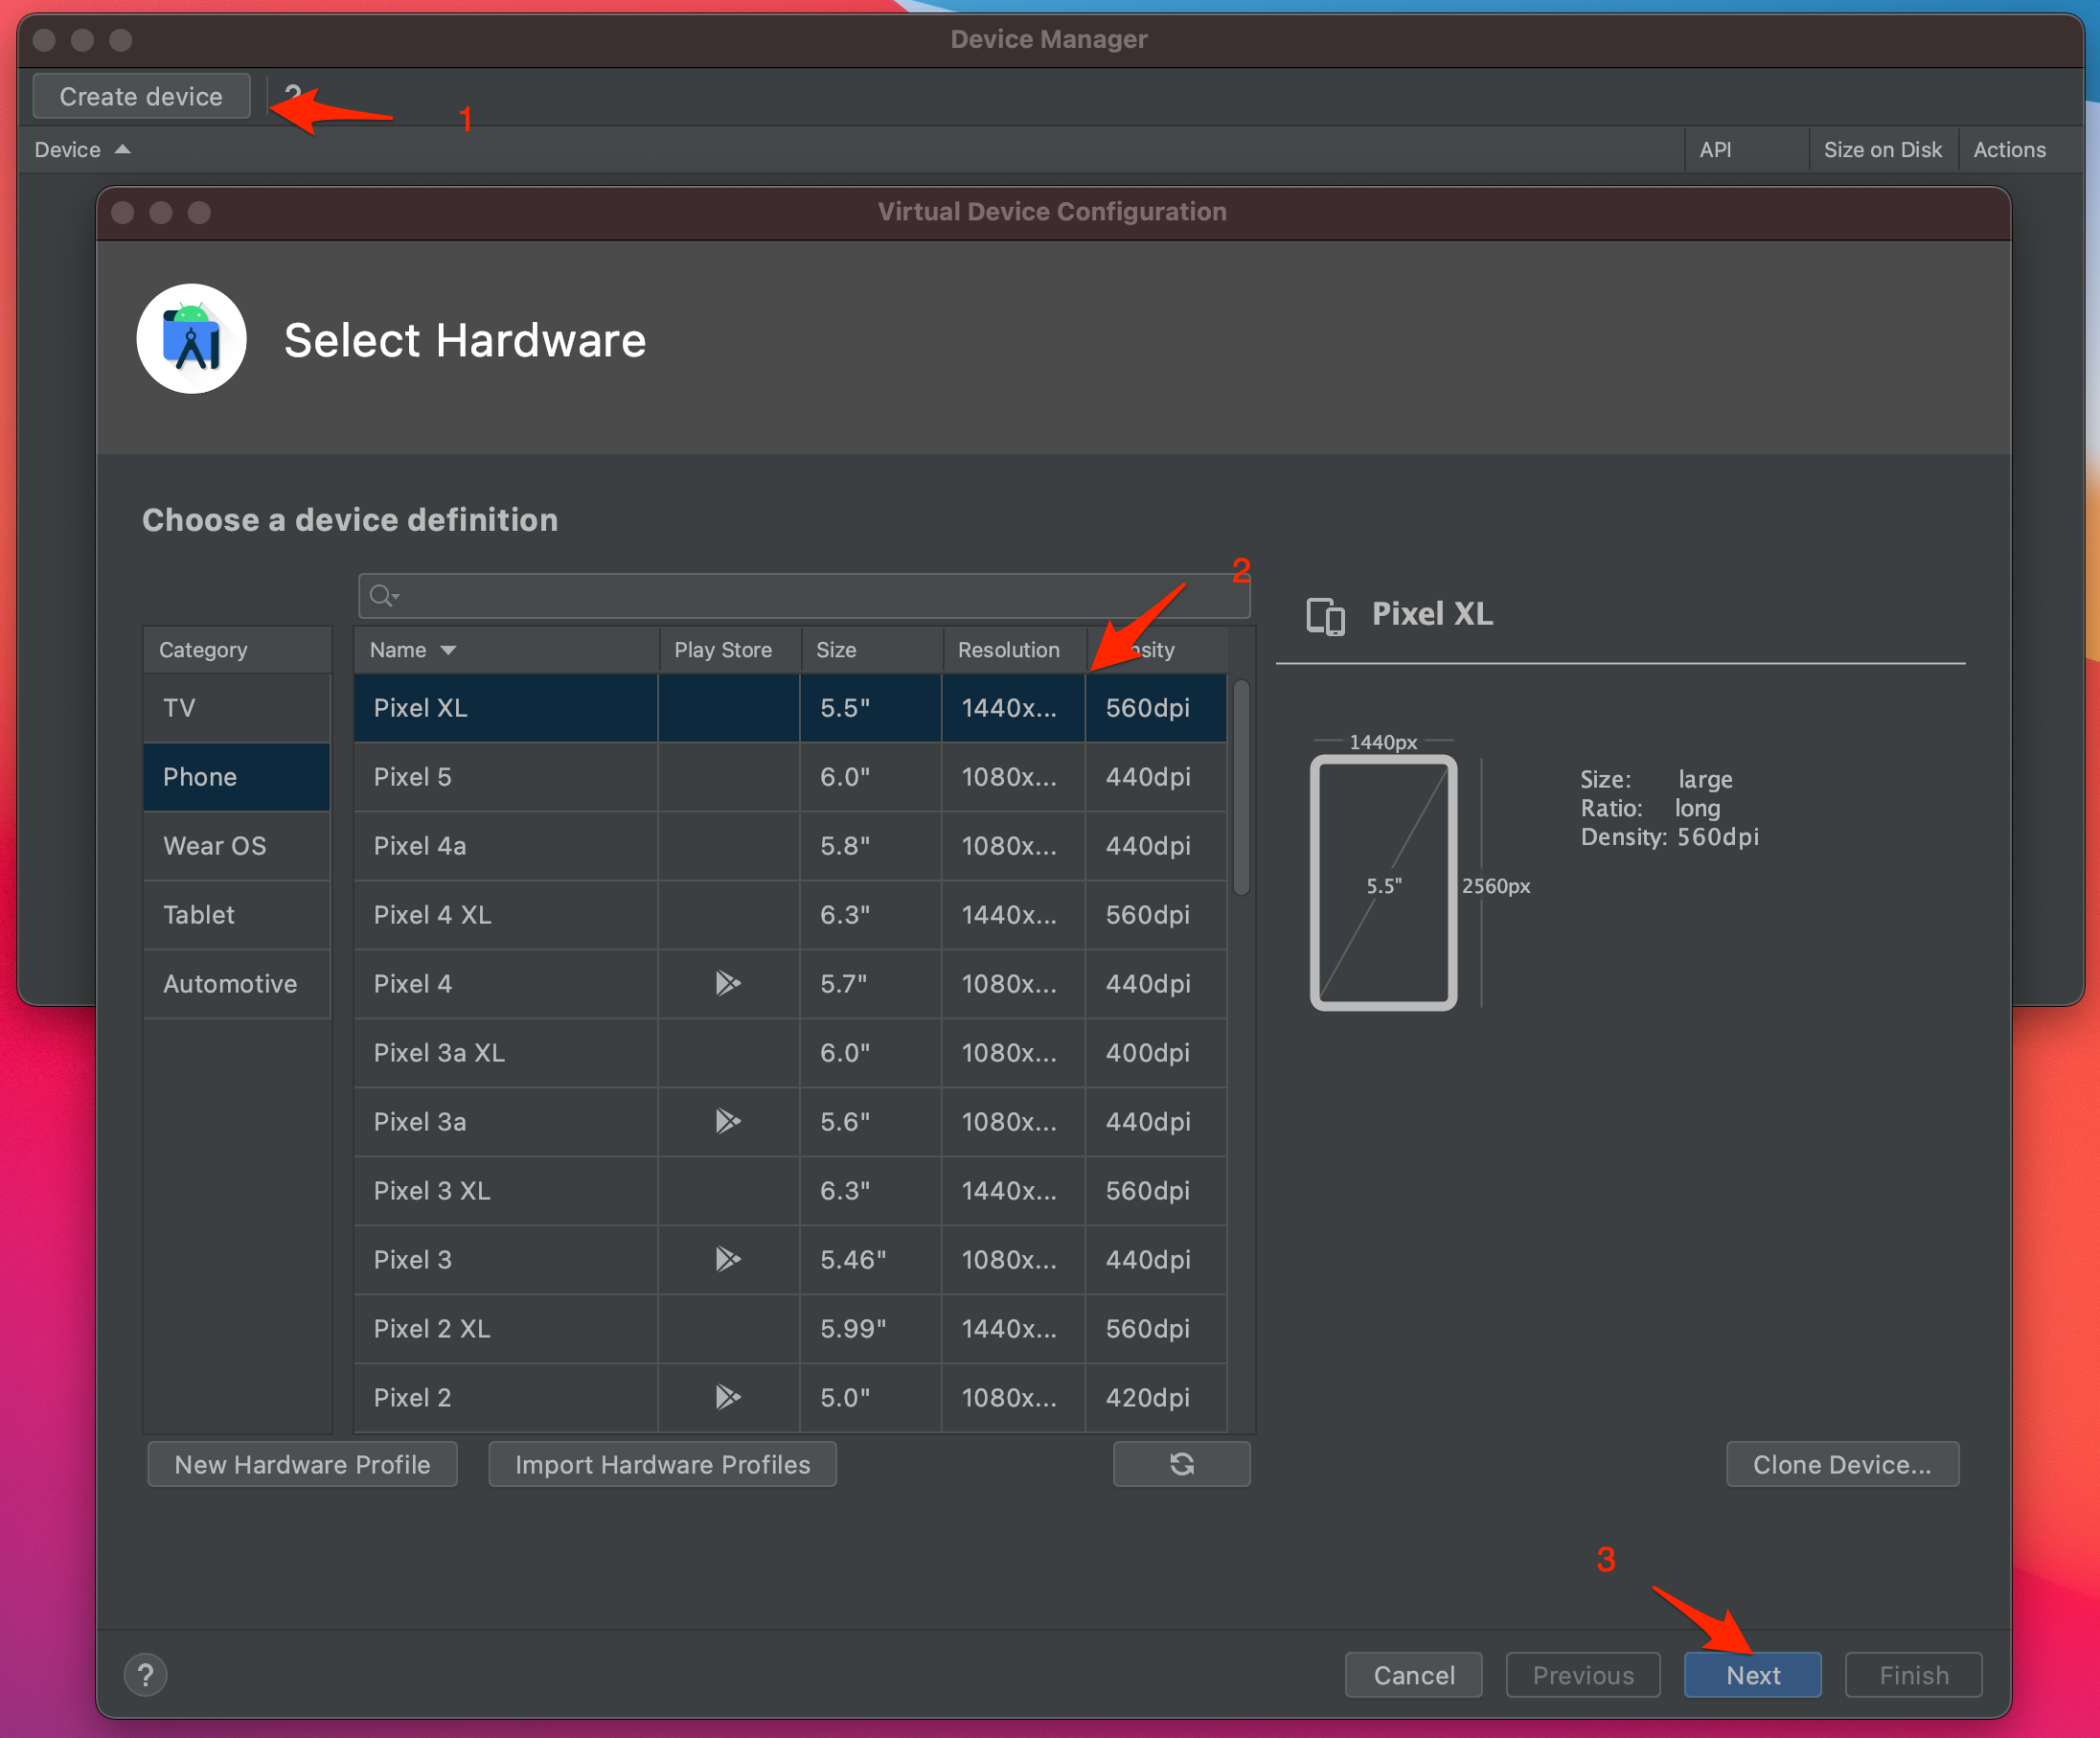 Device Manager
Create device ?
1
Device API Size on Disk Actions
Virtual Device Configuration
Select Hardware
Choose a device definition
2
Pixel XL
Category Name Play Store Size Resolution
TV Pixel XL 5.5" 1440x... 560dpi
Phone Pixel 5 6.0" 1080x... 440dpi
Wear OS Pixel 4a 5.8" 1080x... 440dpi
Tablet Pixel 4 XL 6.3" 1440x... 560dpi
Automotive Pixel 4 5.7" 1080x... 440dpi
Pixel 3a XL 6.0" 1080x... 400dpi
Pixel 3a 5.6" 1080x... 440dpi
Pixel 3 XL 6.3" 1440x... 560dpi
Pixel 3 5.46" 1080x... 440dpi
Pixel 2 XL 5.99" 1440x... 560dpi
Pixel 2 5.0" 1080x... 420dpi
1440px
5.5"
2560px
Size: large
Ratio: long
Density: 560dpi
New Hardware Profile Import Hardware Profiles Clone Device...
3
? Cancel Previous Next Finish